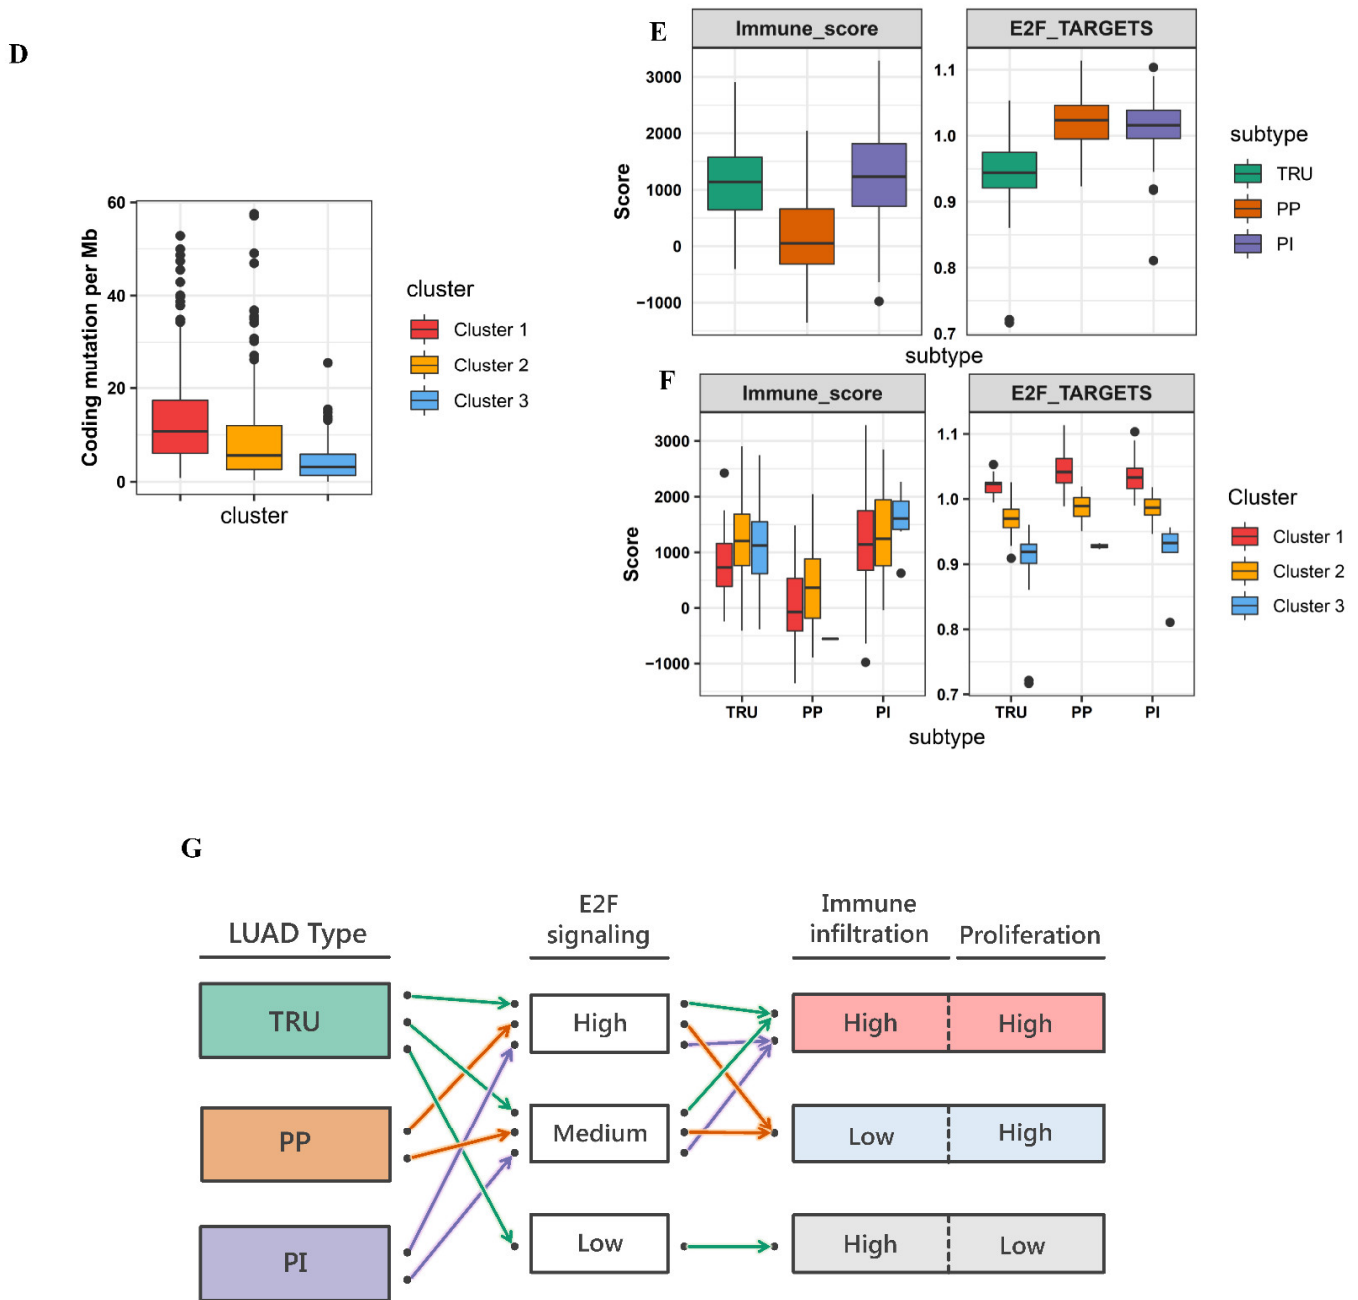 D
Coding mutation per Mb
60
40
20
0
cluster
cluster
Cluster 1
Cluster 2
Cluster 3
E
Immune_score
E2F_TARGETS
Score
3000
2000
1000
0
−1000
1.1
1.0
0.9
0.8
0.7
subtype
subtype
TRU
PP
PI
F
Immune_score
E2F_TARGETS
Score
3000
2000
1000
0
−1000
1.1
1.0
0.9
0.8
0.7
TRU PP PI
TRU PP PI
subtype
Cluster
Cluster 1
Cluster 2
Cluster 3
G
LUAD Type
E2F
signaling
Immune
infiltration
Proliferation
TRU
High
High
High
PP
Medium
Low
High
PI
Low
High
Low